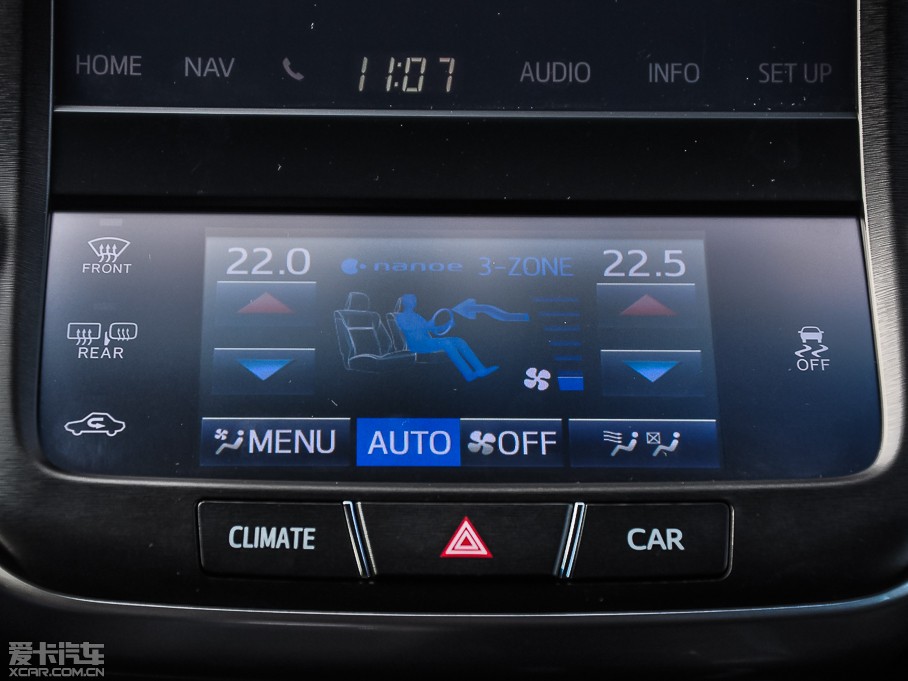 HOME NAV 11:07 AUDIO INFO SET UP
FRONT
22.0 nanoe 3-ZONE 22.5
REAR
OFF
MENU AUTO OFF
CLIMATE CAR
爱卡汽车
XCAR.COM.CN